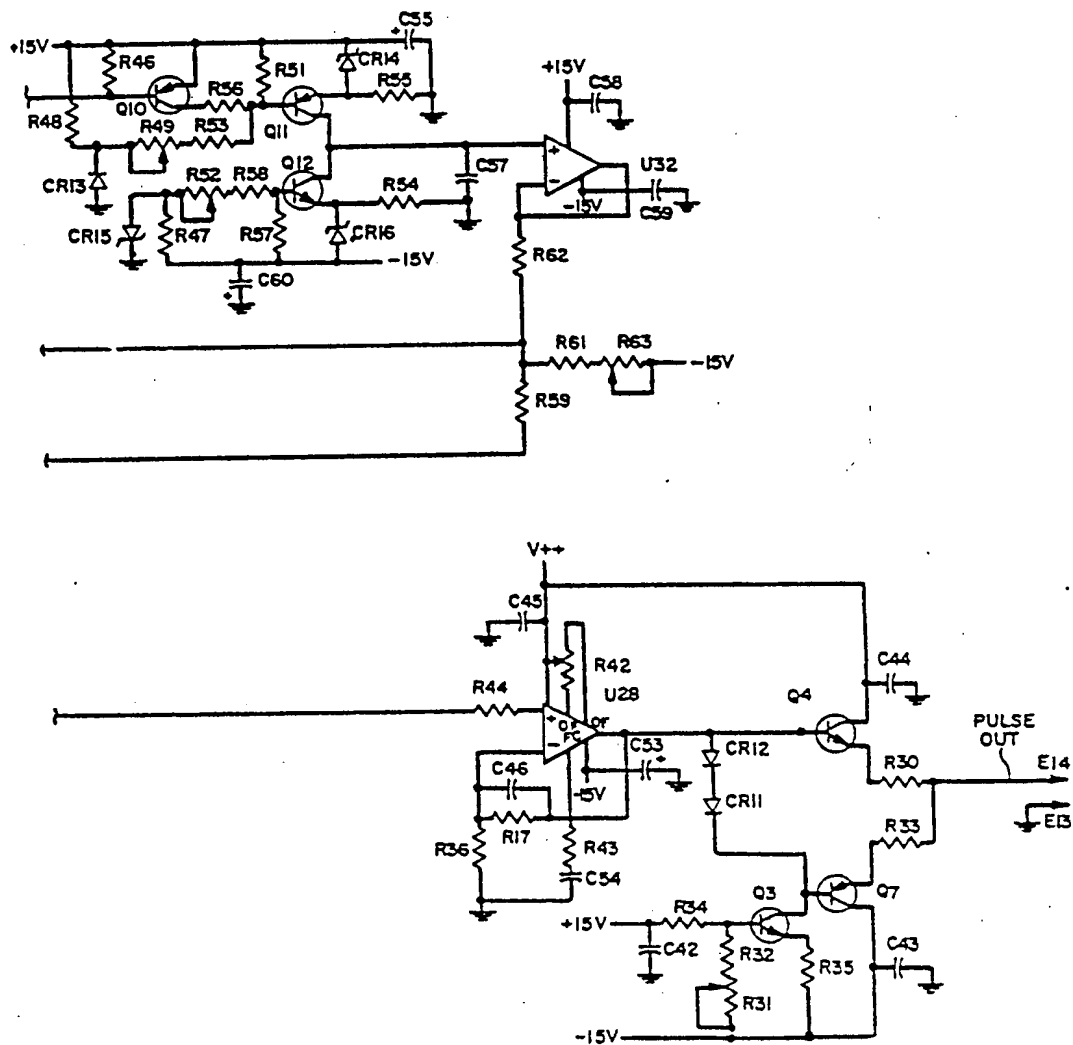 C55
+
+15V
R46
R51
CR14
R55
R56
Q10
Q11
R48
R49
R53
CR13
Q12
R52
R58
R54
C57
CR15
R47
R57
CR16
-15V
C60
+
+15V
C58
+
-
U32
-15V
C59
R62
R61
R63
-15V
R59
V++
C45
R42
R44
U28
+
-
OF
FC
OF
C53
+
-15V
C46
R17
R36
R43
C54
CR12
CR11
Q4
C44
PULSE
OUT
R30
E14
E13
R33
Q7
Q3
+15V
R34
C42
R32
R31
R35
C43
-15V